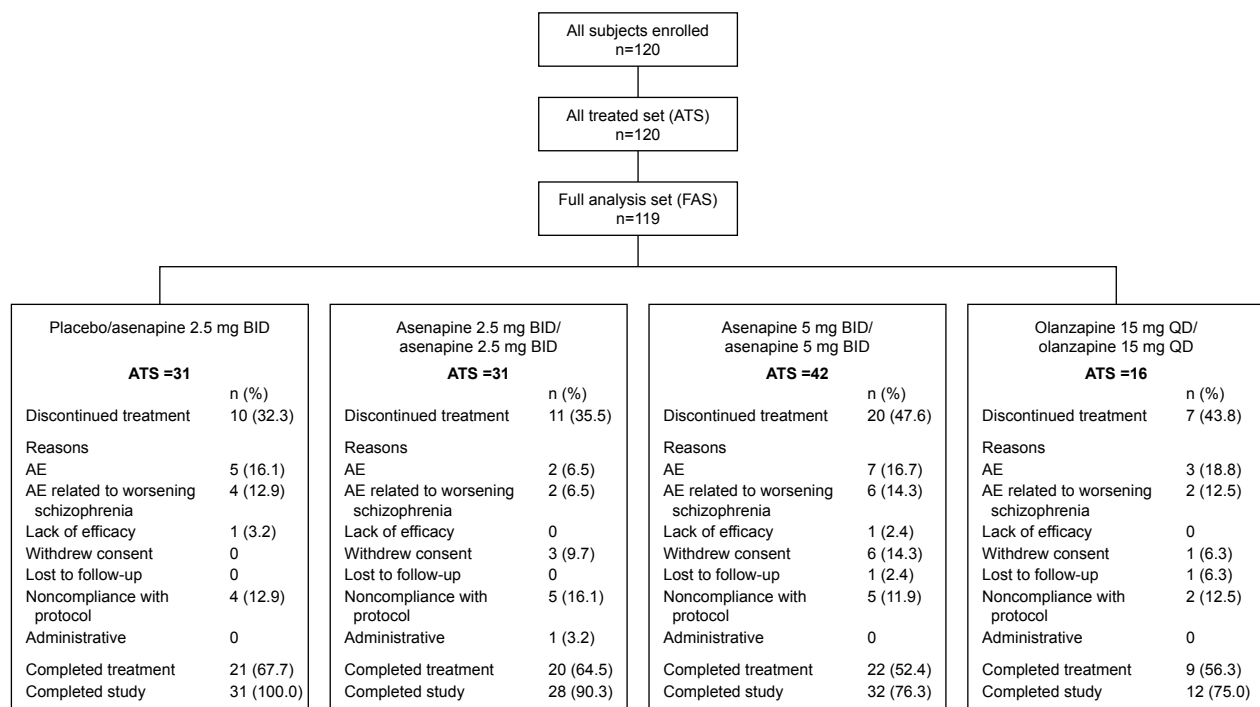 All subjects enrolled
n=120
All treated set (ATS)
n=120
Full analysis set (FAS)
n=119
Placebo/asenapine 2.5 mg BID
ATS =31
n (%)
Discontinued treatment 10 (32.3)
Reasons
AE 5 (16.1)
AE related to worsening 4 (12.9)
schizophrenia
Lack of efficacy 1 (3.2)
Withdrew consent 0
Lost to follow-up 0
Noncompliance with 4 (12.9)
protocol
Administrative 0
Completed treatment 21 (67.7)
Completed study 31 (100.0)
Asenapine 2.5 mg BID/
asenapine 2.5 mg BID
ATS =31
n (%)
Discontinued treatment 11 (35.5)
Reasons
AE 2 (6.5)
AE related to worsening 2 (6.5)
schizophrenia
Lack of efficacy 0
Withdrew consent 3 (9.7)
Lost to follow-up 0
Noncompliance with 5 (16.1)
protocol
Administrative 1 (3.2)
Completed treatment 20 (64.5)
Completed study 28 (90.3)
Asenapine 5 mg BID/
asenapine 5 mg BID
ATS =42
n (%)
Discontinued treatment 20 (47.6)
Reasons
AE 7 (16.7)
AE related to worsening 6 (14.3)
schizophrenia
Lack of efficacy 1 (2.4)
Withdrew consent 6 (14.3)
Lost to follow-up 1 (2.4)
Noncompliance with 5 (11.9)
protocol
Administrative 0
Completed treatment 22 (52.4)
Completed study 32 (76.3)
Olanzapine 15 mg QD/
olanzapine 15 mg QD
ATS =16
n (%)
Discontinued treatment 7 (43.8)
Reasons
AE 3 (18.8)
AE related to worsening 2 (12.5)
schizophrenia
Lack of efficacy 0
Withdrew consent 1 (6.3)
Lost to follow-up 1 (6.3)
Noncompliance with 2 (12.5)
protocol
Administrative 0
Completed treatment 9 (56.3)
Completed study 12 (75.0)